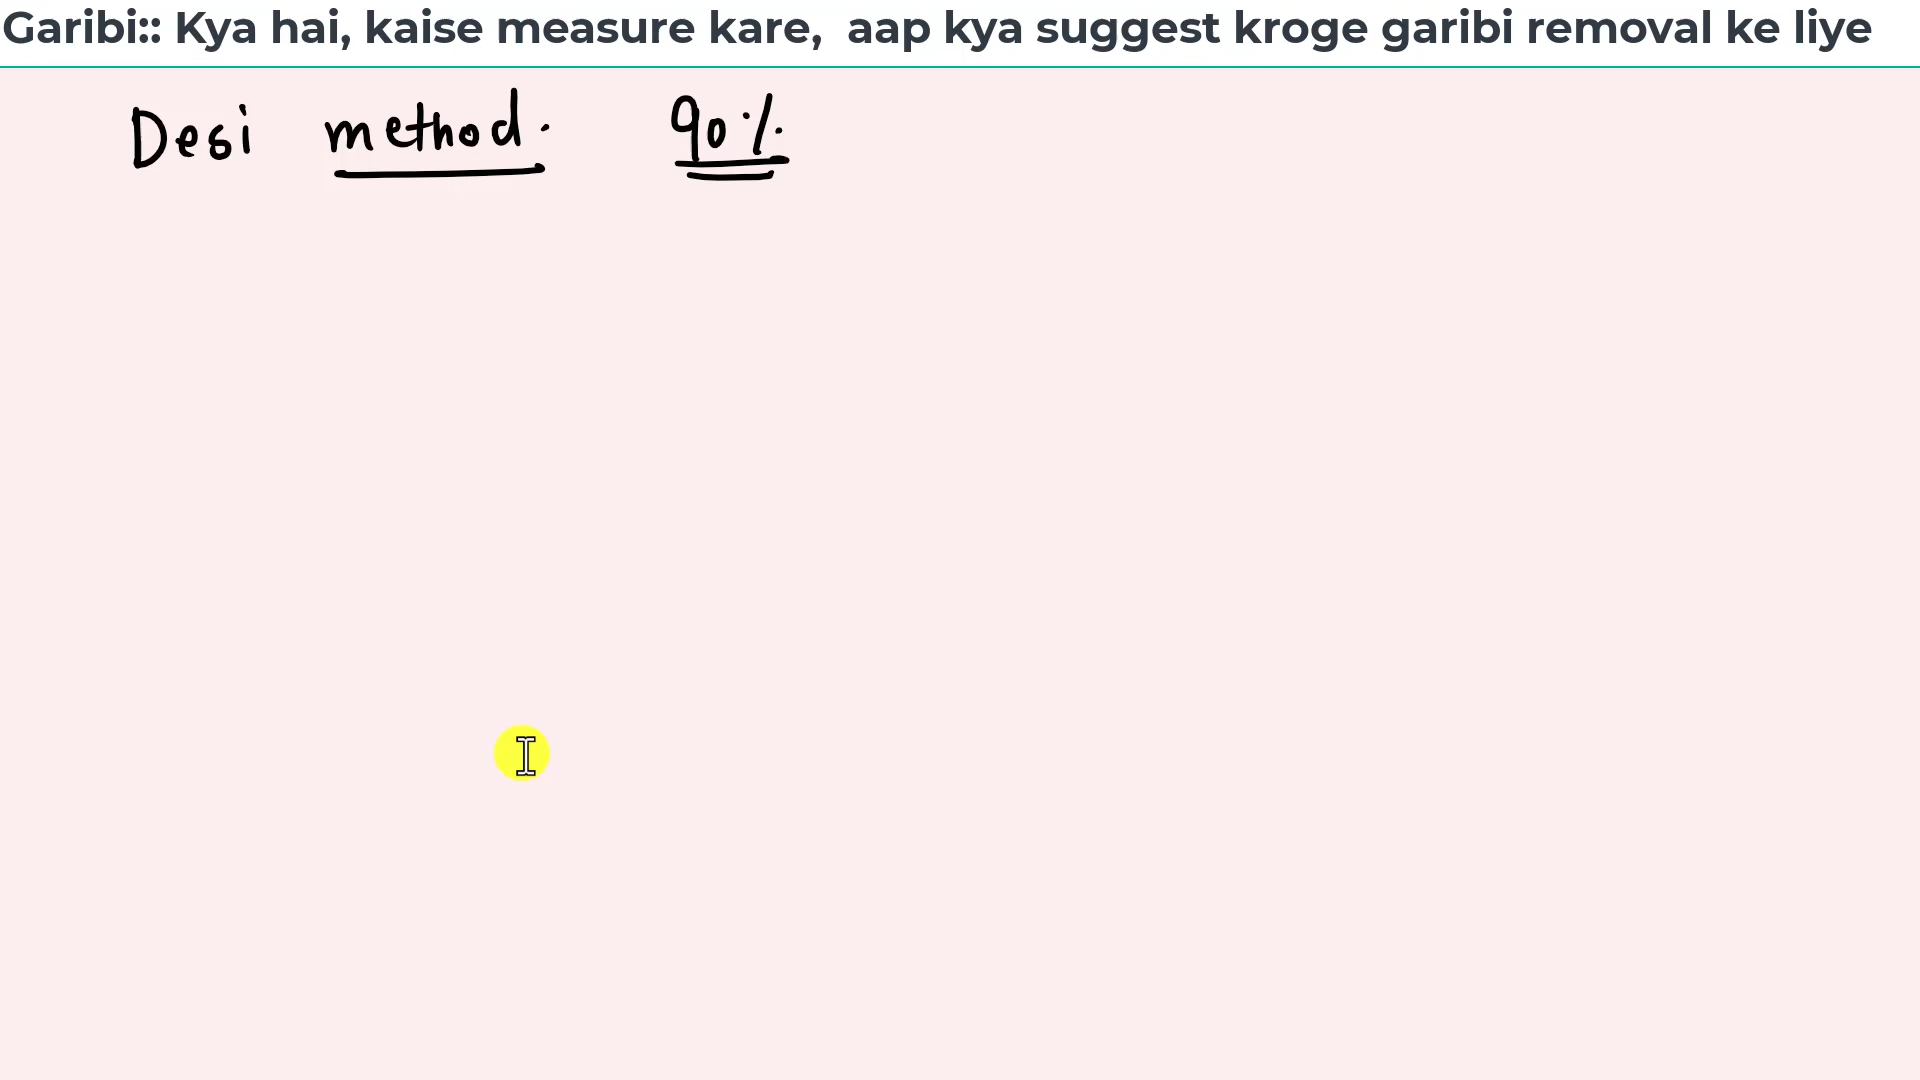 Garibi:: Kya hai, kaise measure kare, aap kya suggest kroge garibi removal ke liye
Desi method. 90%